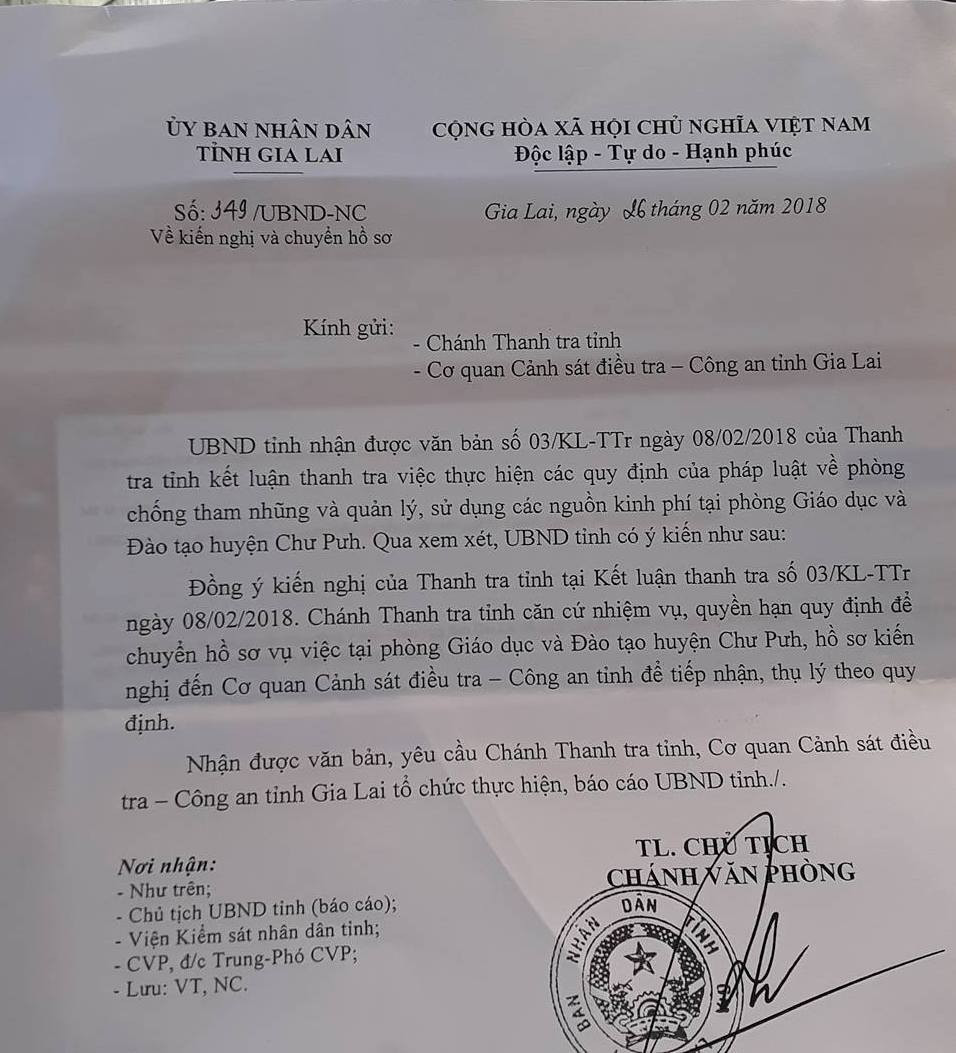 ỦY BAN NHÂN DÂN
TỈNH GIA LAI
CỘNG HÒA XÃ HỘI CHỦ NGHĨA VIỆT NAM
Độc lập - Tự do - Hạnh phúc
Số: 349 /UBND-NC
Về kiến nghị và chuyển hồ sơ
Gia Lai, ngày 26 tháng 02 năm 2018
Kính gửi:
- Chánh Thanh tra tỉnh
- Cơ quan Cảnh sát điều tra – Công an tỉnh Gia Lai
UBND tỉnh nhận được văn bản số 03/KL-TTr ngày 08/02/2018 của Thanh
tra tỉnh kết luận thanh tra việc thực hiện các quy định của pháp luật về phòng
chống tham nhũng và quản lý, sử dụng các nguồn kinh phí tại phòng Giáo dục và
Đào tạo huyện Chư Pưh. Qua xem xét, UBND tỉnh có ý kiến như sau:
Đồng ý kiến nghị của Thanh tra tỉnh tại Kết luận thanh tra số 03/KL-TTr
ngày 08/02/2018. Chánh Thanh tra tỉnh căn cứ nhiệm vụ, quyền hạn quy định để
chuyển hồ sơ vụ việc tại phòng Giáo dục và Đào tạo huyện Chư Pưh, hồ sơ kiến
nghị đến Cơ quan Cảnh sát điều tra – Công an tỉnh để tiếp nhận, thụ lý theo quy
định.
Nhận được văn bản, yêu cầu Chánh Thanh tra tỉnh, Cơ quan Cảnh sát điều
tra – Công an tỉnh Gia Lai tổ chức thực hiện, báo cáo UBND tỉnh./.
Nơi nhận:
- Như trên;
- Chủ tịch UBND tỉnh (báo cáo);
- Viện Kiểm sát nhân dân tỉnh;
- CVP, đ/c Trung-Phó CVP;
- Lưu: VT, NC.
TL. CHỦ TỊCH
CHÁNH VĂN PHÒNG
BAN NHÂN DÂN TỈNH